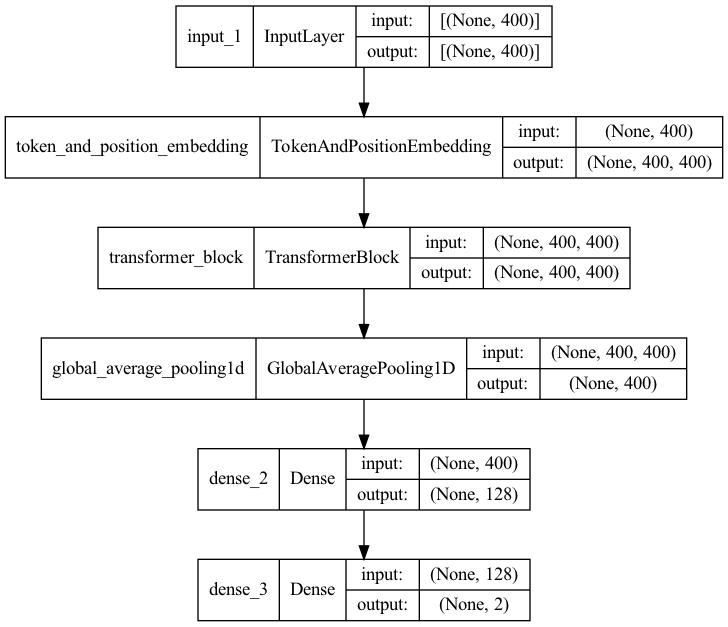 input_1 InputLayer input: [(None, 400)]
output: [(None, 400)]
token_and_position_embedding TokenAndPositionEmbedding input: (None, 400)
output: (None, 400, 400)
transformer_block TransformerBlock input: (None, 400, 400)
output: (None, 400, 400)
global_average_pooling1d GlobalAveragePooling1D input: (None, 400, 400)
output: (None, 400)
dense_2 Dense input: (None, 400)
output: (None, 128)
dense_3 Dense input: (None, 128)
output: (None, 2)